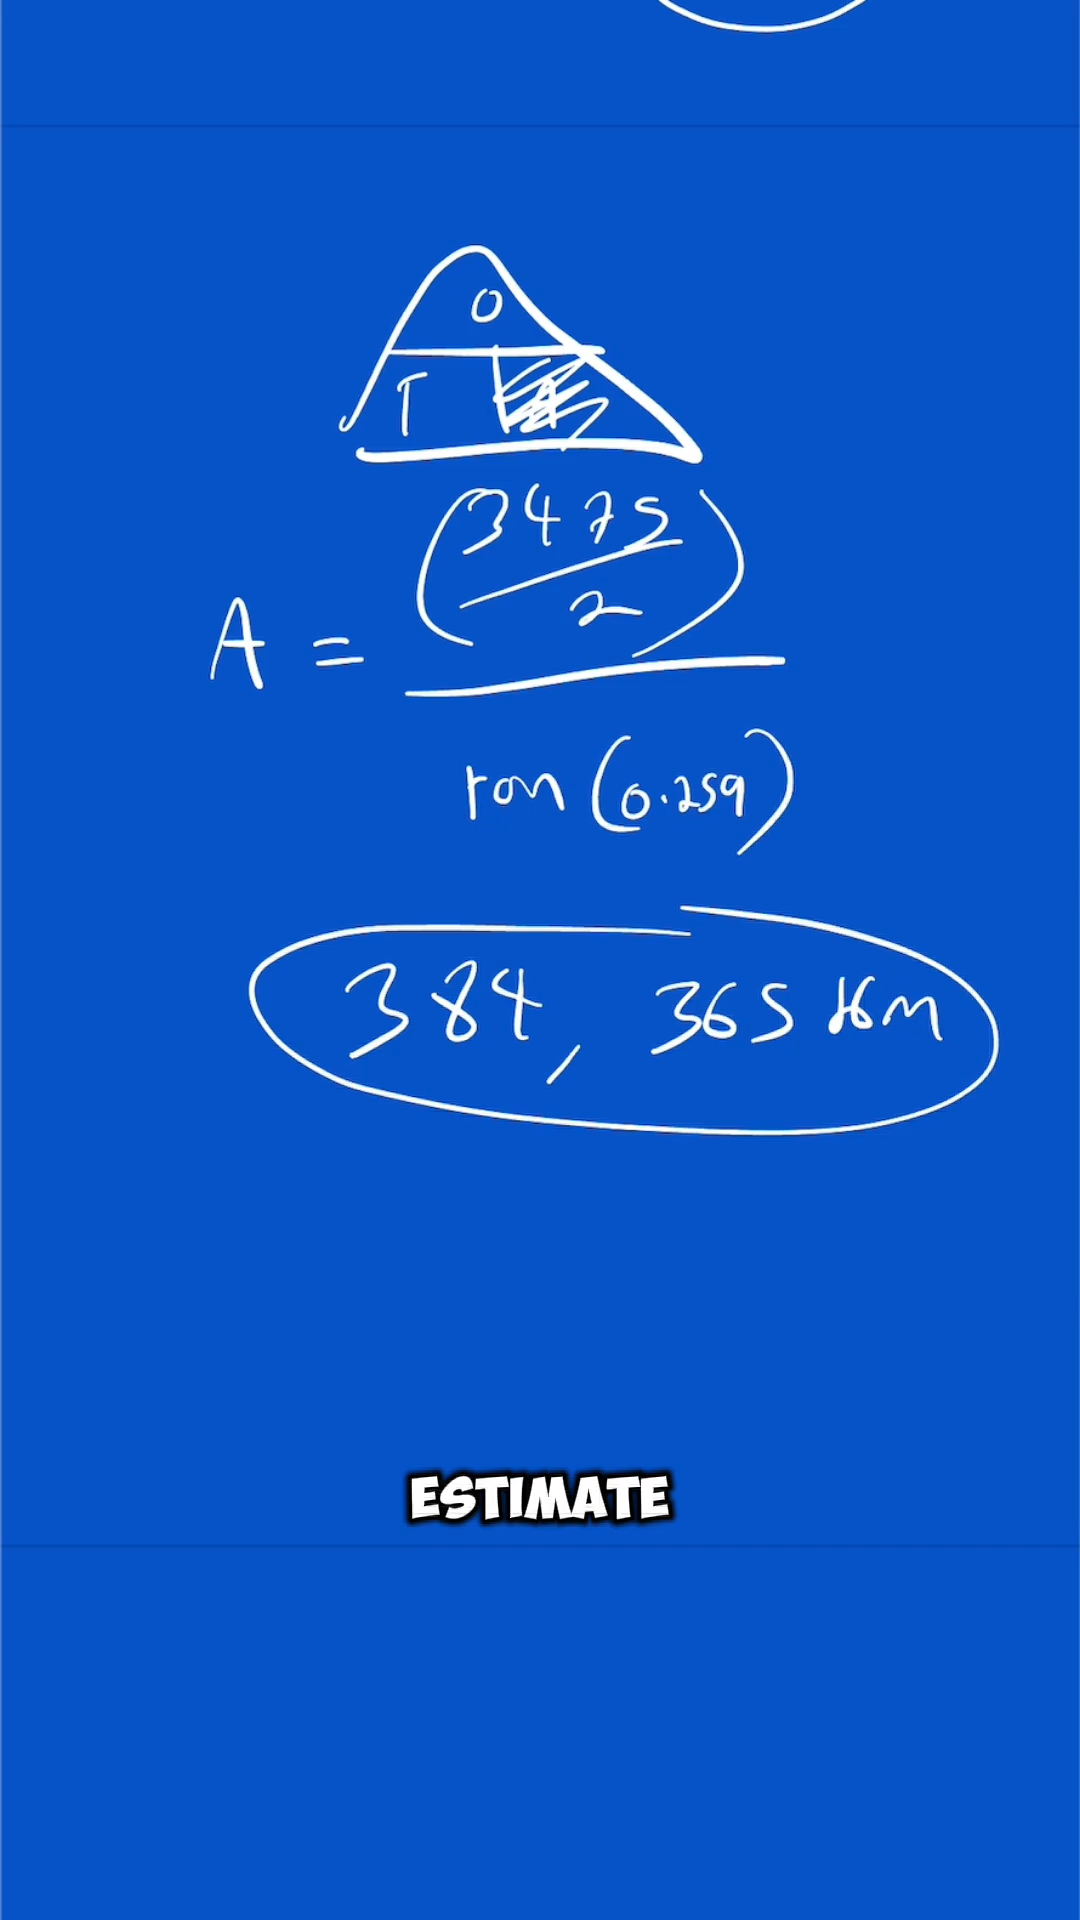 O
T
(3475
2)
A =
tan (0.259)
384, 365 km
ESTIMATE